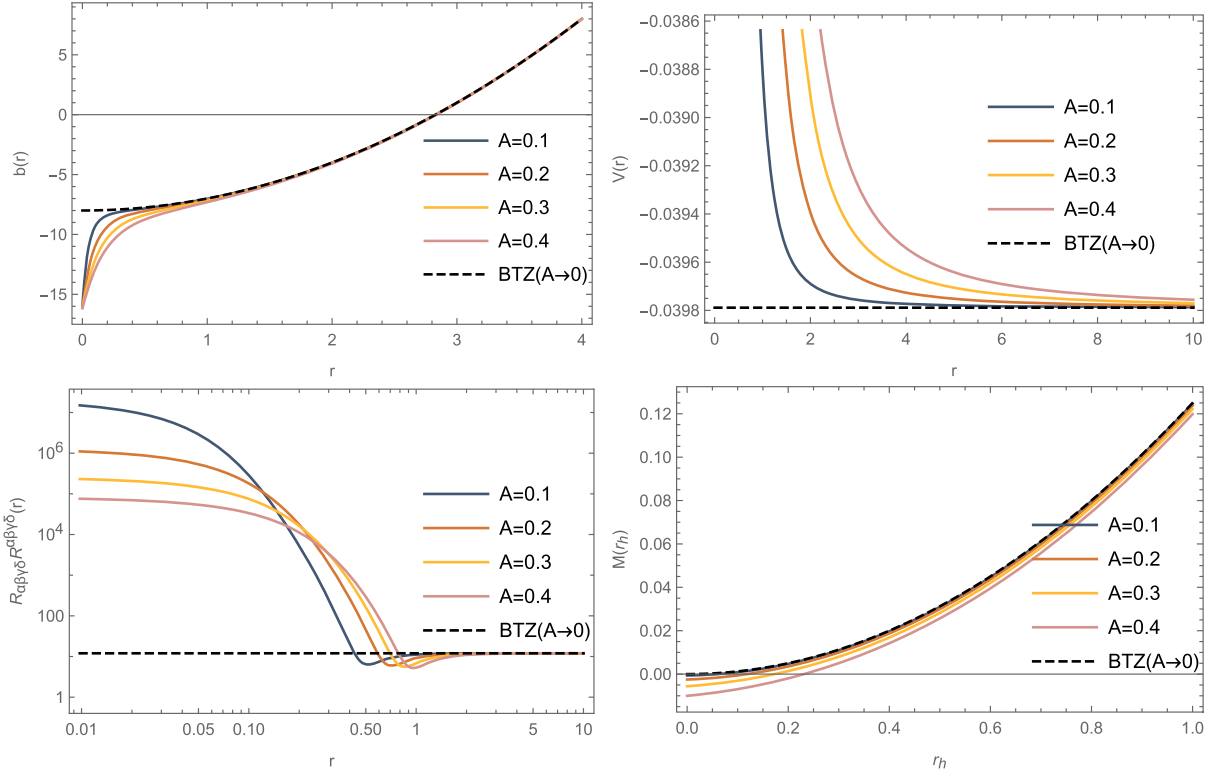 b(r)
5
0
−5
−10
−15
0
1
2
3
4
r
A=0.1
A=0.2
A=0.3
A=0.4
BTZ(A→0)
V(r)
−0.0386
−0.0388
−0.0390
−0.0392
−0.0394
−0.0396
−0.0398
0
2
4
6
8
10
r
A=0.1
A=0.2
A=0.3
A=0.4
BTZ(A→0)
RαβγδR^αβγδ(r)
10^6
10^4
100
1
0.01
0.05
0.10
0.50
1
5
10
r
A=0.1
A=0.2
A=0.3
A=0.4
BTZ(A→0)
M(r_h)
0.12
0.10
0.08
0.06
0.04
0.02
0.00
0.0
0.2
0.4
0.6
0.8
1.0
r_h
A=0.1
A=0.2
A=0.3
A=0.4
BTZ(A→0)